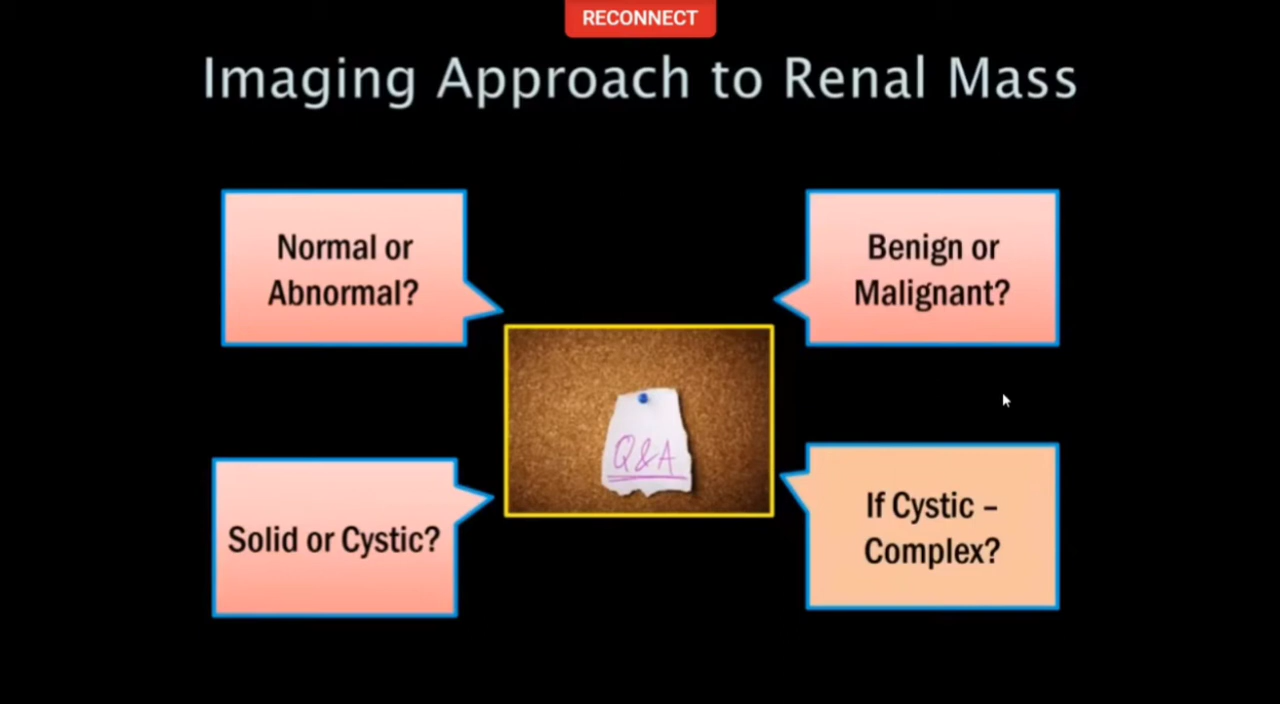 RECONNECT
Imaging Approach to Renal Mass
Normal or
Abnormal?
Benign or
Malignant?
Q&A
Solid or Cystic?
If Cystic –
Complex?